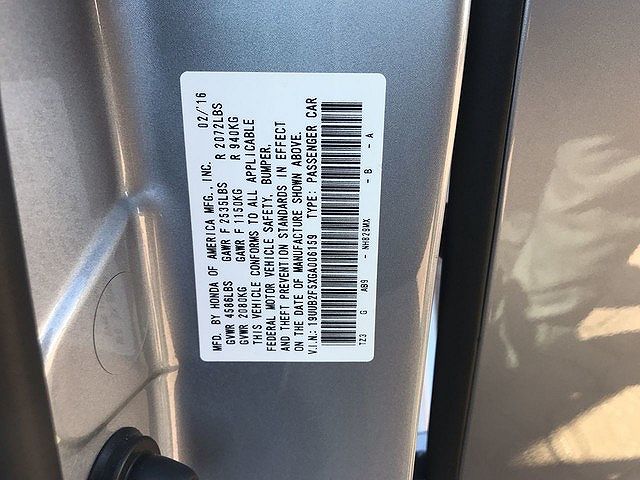 MFD. BY HONDA OF AMERICA MFG., INC. 02/'16
GVWR 4586LBS GAWR F 2535LBS R 2072LBS
GVWR 2080KG GAWR F 1150KG R 940KG
THIS VEHICLE CONFORMS TO ALL APPLICABLE
FEDERAL MOTOR VEHICLE SAFETY, BUMPER,
AND THEFT PREVENTION STANDARDS IN EFFECT
ON THE DATE OF MANUFACTURE SHOWN ABOVE.
V.I.N.: 19UUB2F5XGA006159 TYPE: PASSENGER CAR
TZ3 G AB9 - NH829MX - B - A